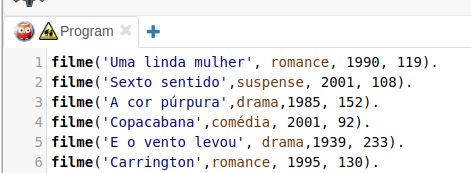 Program
1 filme('Uma linda mulher', romance, 1990, 119).
2 filme('Sexto sentido',suspense, 2001, 108).
3 filme('A cor púrpura',drama,1985, 152).
4 filme('Copacabana',comédia, 2001, 92).
5 filme('E o vento levou', drama,1939, 233).
6 filme('Carrington',romance, 1995, 130).